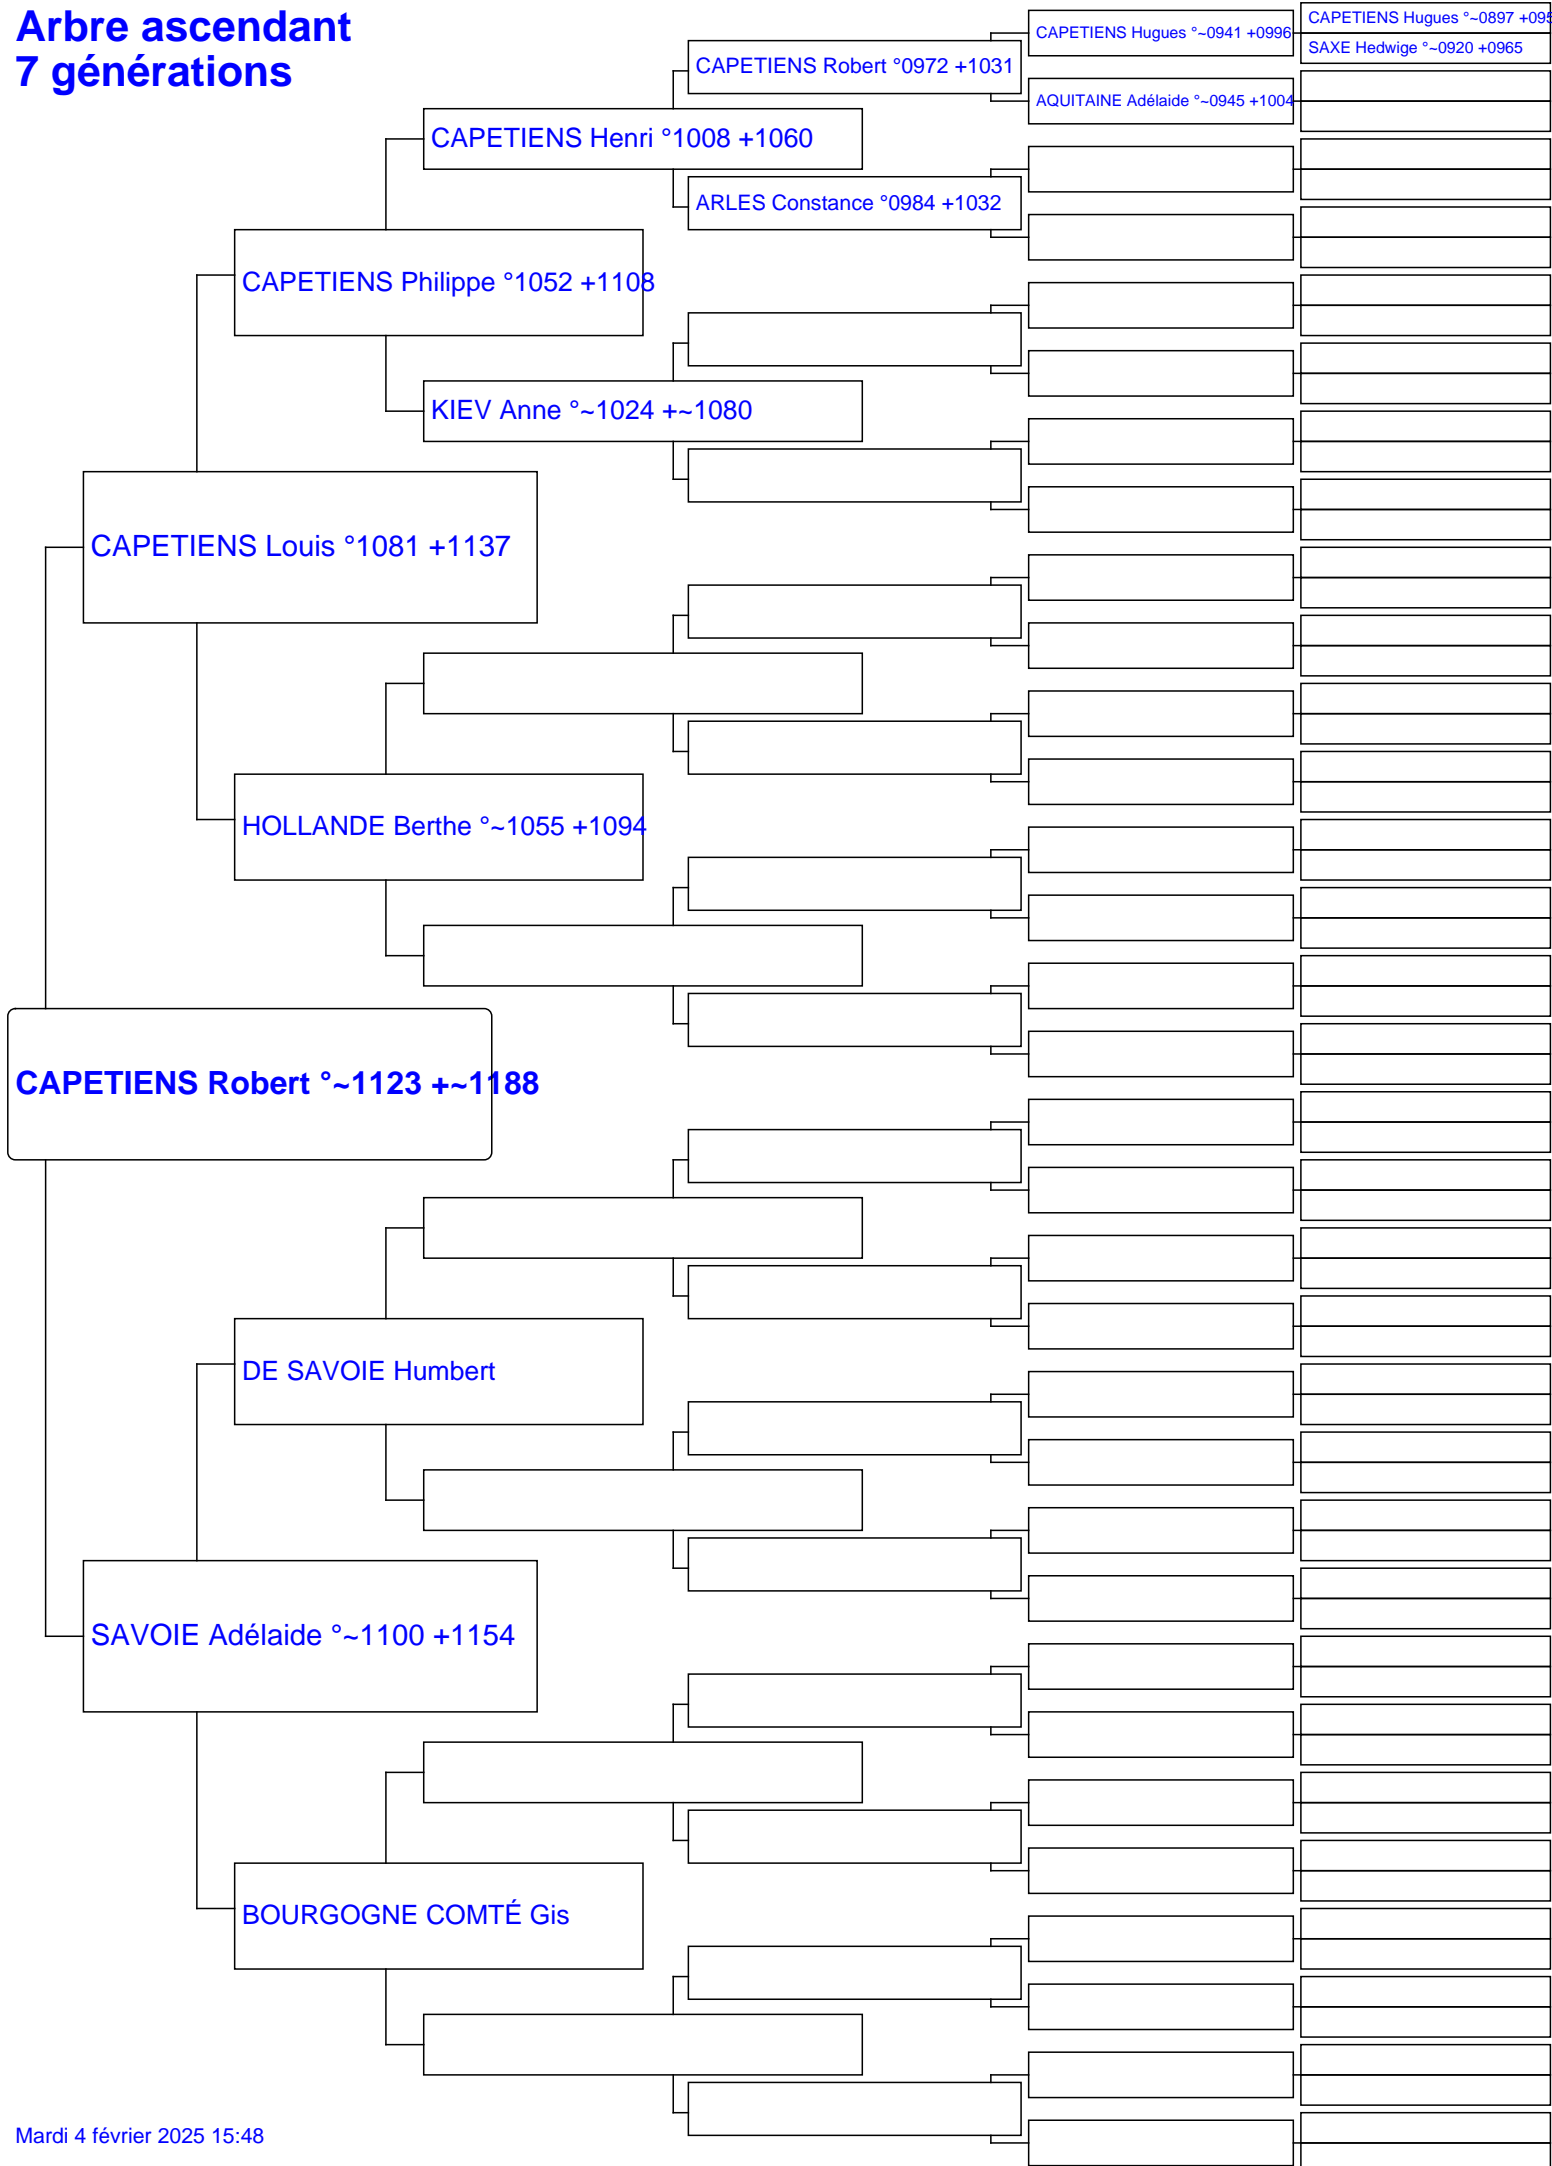 Arbre ascendant
7 générations
CAPETIENS Hugues °~0897 +095
SAXE Hedwige °~0920 +0965
CAPETIENS Hugues °~0941 +0996
CAPETIENS Robert °0972 +1031
AQUITAINE Adélaide °~0945 +1004
CAPETIENS Henri °1008 +1060
ARLES Constance °0984 +1032
CAPETIENS Philippe °1052 +1108
KIEV Anne °~1024 +~1080
CAPETIENS Louis °1081 +1137
HOLLANDE Berthe °~1055 +1094
CAPETIENS Robert °~1123 +~1188
DE SAVOIE Humbert
SAVOIE Adélaide °~1100 +1154
BOURGOGNE COMTÉ Gis
Mardi 4 février 2025 15:48